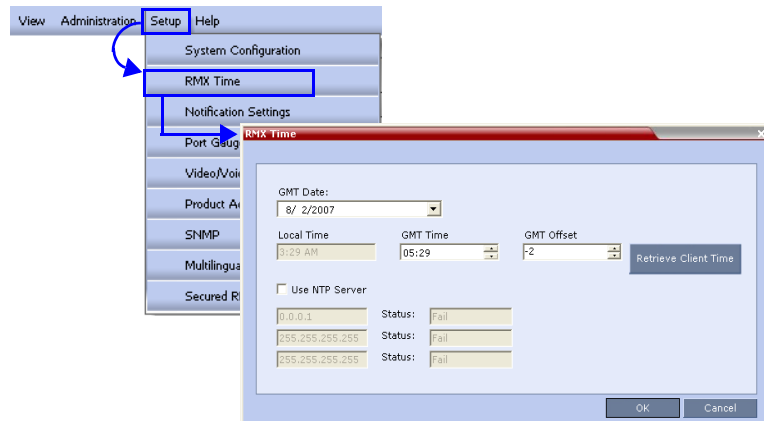 View Administration Setup Help
System Configuration
RMX Time
Notification Settings
Port
Video/
Product
SNMP
Secured
RMX Time
GMT Date:
8/ 2/2007
Local Time GMT Time GMT Offset
3:29 AM 05:29 -2 Retrieve Client Time
Use NTP Server
0.0.0.1 Status: Fail
255.255.255.255 Status: Fail
255.255.255.255 Status: Fail
OK Cancel